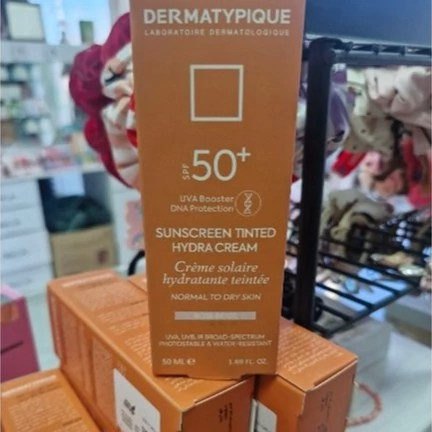 DERMATYPIQUE
LABORATOIRE DERMATOLOGIQUE
SPF 50+
UVA Booster
DNA Protection
SUNSCREEN TINTED
HYDRA CREAM
Crème solaire
hydratante teintée
NORMAL TO DRY SKIN
UVA, UVB, IR BROAD-SPECTRUM
PHOTOSTABLE & WATER-RESISTANT
50 ML ℮ 1.69 FL. OZ.